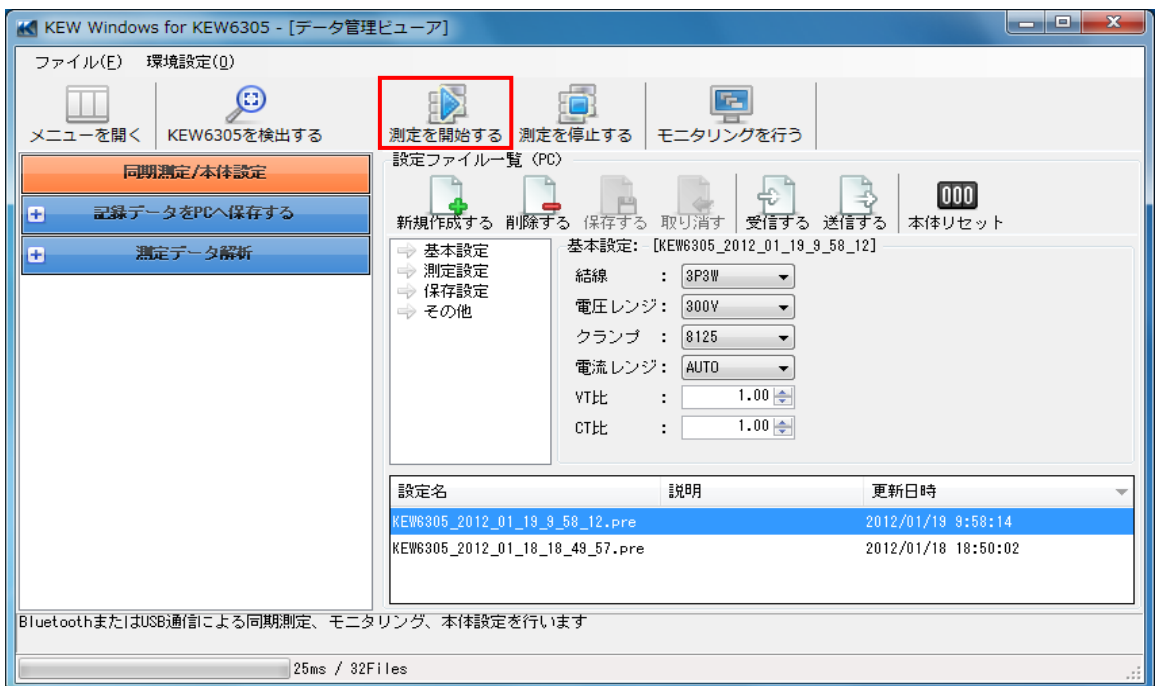 KEW Windows for KEW6305 - [データ管理ビューア]
ファイル(F) 環境設定(O)
メニューを開く KEW6305を検出する 測定を開始する 測定を停止する モニタリングを行う
同期測定/本体設定
記録データをPCへ保存する
測定データ解析
設定ファイル一覧 (PC)
新規作成する 削除する 保存する 取り消す 受信する 送信する 000 本体リセット
基本設定
測定設定
保存設定
その他
基本設定: [KEW6305_2012_01_19_9_58_12]
結線 : 3P3W
電圧レンジ: 300V
クランプ : 8125
電流レンジ: AUTO
VT比 : 1.00
CT比 : 1.00
設定名 説明 更新日時
KEW6305_2012_01_19_9_58_12.pre 2012/01/19 9:58:14
KEW6305_2012_01_18_18_49_57.pre 2012/01/18 18:50:02
BluetoothまたはUSB通信による同期測定、モニタリング、本体設定を行います
25ms / 32Files